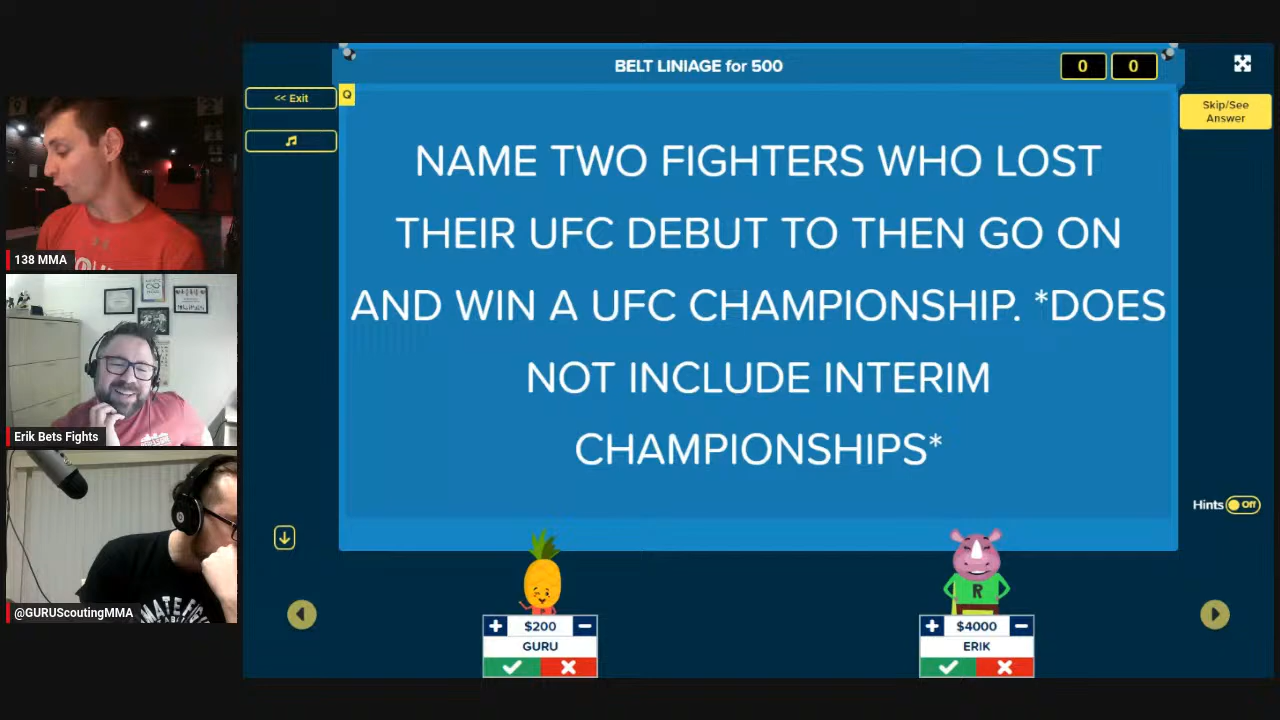 BELT LINIAGE for 500
0 0
<< Exit
Q
Skip/See
Answer
NAME TWO FIGHTERS WHO LOST
THEIR UFC DEBUT TO THEN GO ON
AND WIN A UFC CHAMPIONSHIP. *DOES
NOT INCLUDE INTERIM
CHAMPIONSHIPS*
138 MMA
Erik Bets Fights
@GURUScoutingMMA
Hints Off
R
+ $200 −
GURU
+ $4000 −
ERIK